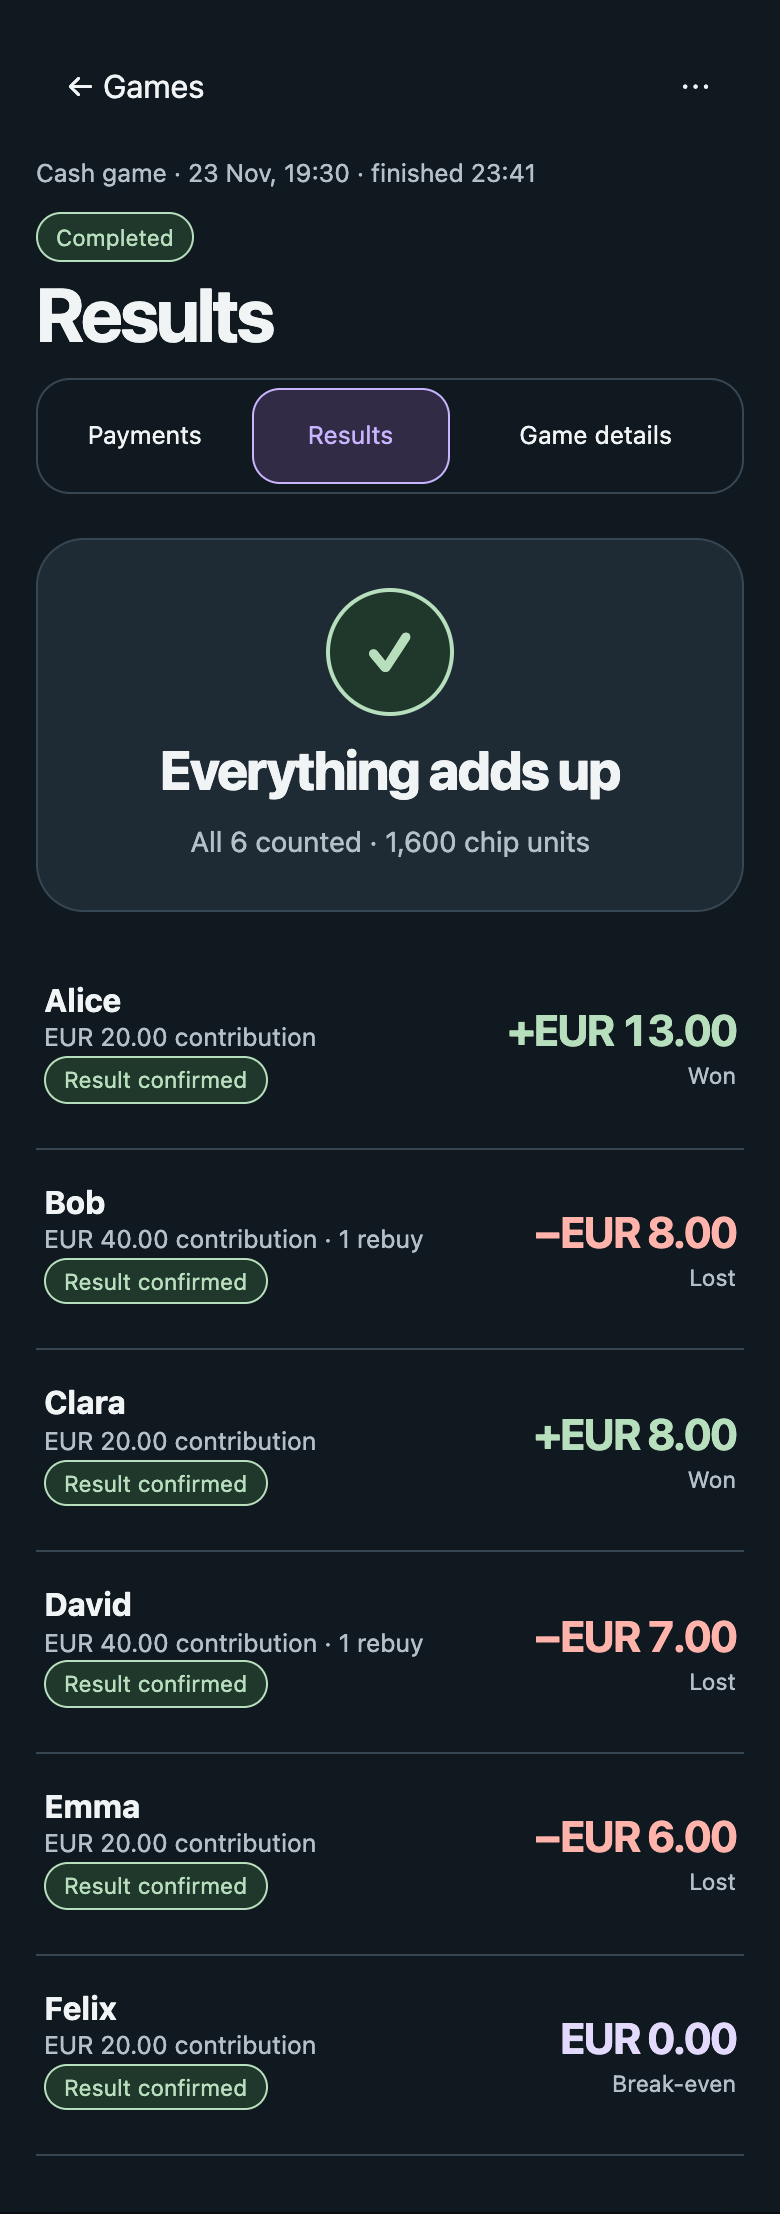 ← Games
...
Cash game · 23 Nov, 19:30 · finished 23:41
Completed
Results
Payments
Results
Game details
Everything adds up
All 6 counted · 1,600 chip units
Alice
EUR 20.00 contribution
Result confirmed
+EUR 13.00
Won
Bob
EUR 40.00 contribution · 1 rebuy
Result confirmed
−EUR 8.00
Lost
Clara
EUR 20.00 contribution
Result confirmed
+EUR 8.00
Won
David
EUR 40.00 contribution · 1 rebuy
Result confirmed
−EUR 7.00
Lost
Emma
EUR 20.00 contribution
Result confirmed
−EUR 6.00
Lost
Felix
EUR 20.00 contribution
Result confirmed
EUR 0.00
Break-even